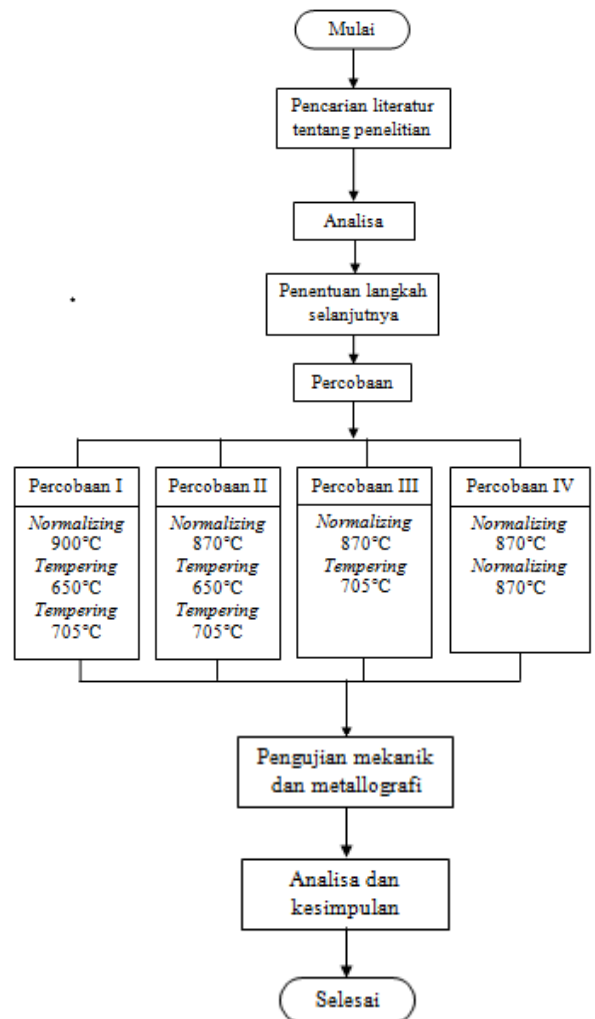 Mulai
Pencarian literatur
tentang penelitian
Analisa
Penentuan langkah
selanjutnya
Percobaan
Percobaan I
Normalizing
900°C
Tempering
650°C
Tempering
705°C
Percobaan II
Normalizing
870°C
Tempering
650°C
Tempering
705°C
Percobaan III
Normalizing
870°C
Tempering
705°C
Percobaan IV
Normalizing
870°C
Normalizing
870°C
Pengujian mekanik
dan metallografi
Analisa dan
kesimpulan
Selesai